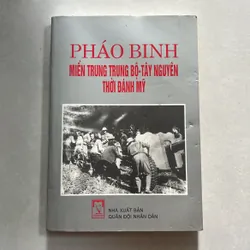 PHÁO BINH
MIỀN TRUNG TRUNG BỘ-TÂY NGUYÊN
THỜI ĐÁNH MỸ
NHÀ XUẤT BẢN
QUÂN ĐỘI NHÂN DÂN